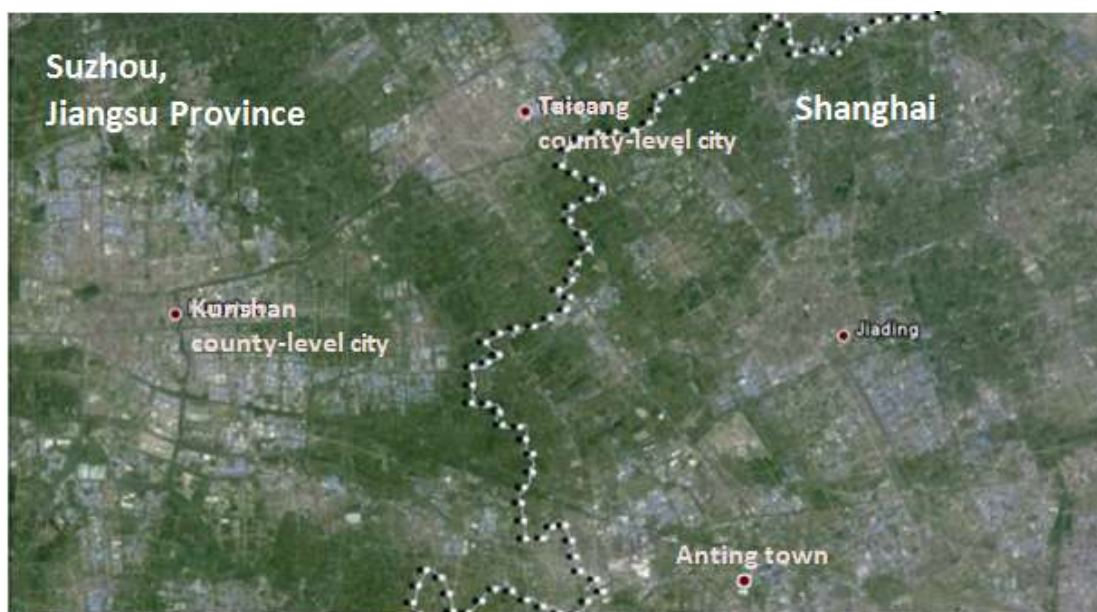 Suzhou,
Jiangsu Province
Taicang
county-level city
Shanghai
Kunshan
county-level city
Jiading
Anting town